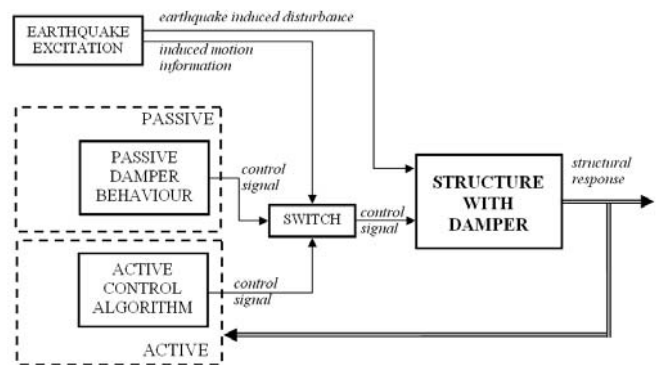 earthquake induced disturbance
EARTHQUAKE
EXCITATION
induced motion
information
PASSIVE
PASSIVE
DAMPER
BEHAVIOUR
control
signal
SWITCH
control
signal
STRUCTURE
WITH
DAMPER
structural
response
ACTIVE
CONTROL
ALGORITHM
control
signal
ACTIVE